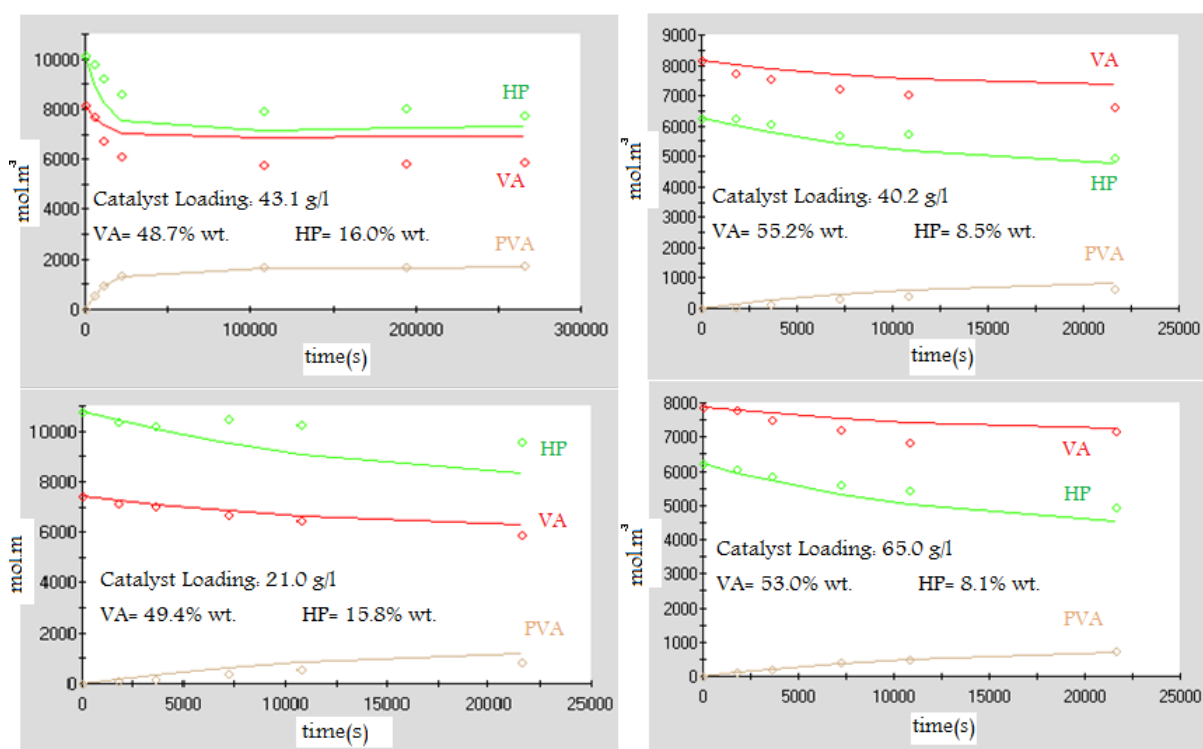 mol.m⁻³
10000
8000
6000
4000
2000
0
HP
VA
Catalyst Loading: 43.1 g/l
VA= 48.7% wt. HP= 16.0% wt.
PVA
0 100000 200000 300000
time(s)
mol.m⁻³
9000
8000
7000
6000
5000
4000
3000
2000
1000
0
VA
HP
Catalyst Loading: 40.2 g/l
VA= 55.2% wt. HP= 8.5% wt.
PVA
0 5000 10000 15000 20000 25000
time(s)
mol.m
10000
8000
6000
4000
2000
0
HP
VA
Catalyst Loading: 21.0 g/l
VA= 49.4% wt. HP= 15.8% wt.
PVA
0 5000 10000 15000 20000 25000
time(s)
mol.m⁻³
8000
7000
6000
5000
4000
3000
2000
1000
0
VA
HP
Catalyst Loading: 65.0 g/l
VA= 53.0% wt. HP= 8.1% wt.
PVA
0 5000 10000 15000 20000 25000
time(s)